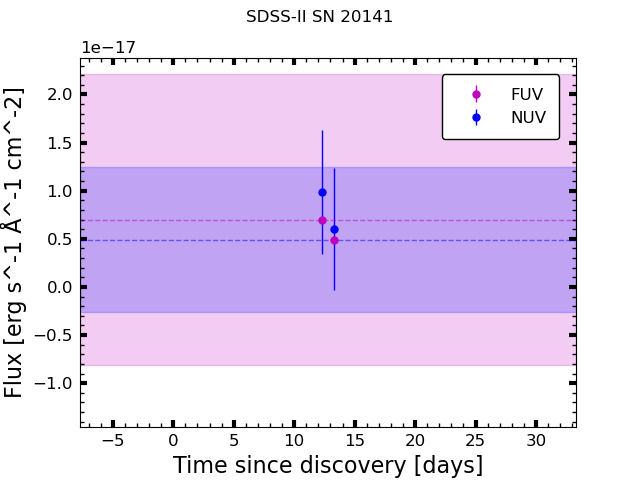 SDSS-II SN 20141
1e−17
FUV
NUV
2.0
1.5
1.0
0.5
0.0
−0.5
−1.0
Flux [erg s^-1 Å^-1 cm^-2]
−5 0 5 10 15 20 25 30
Time since discovery [days]